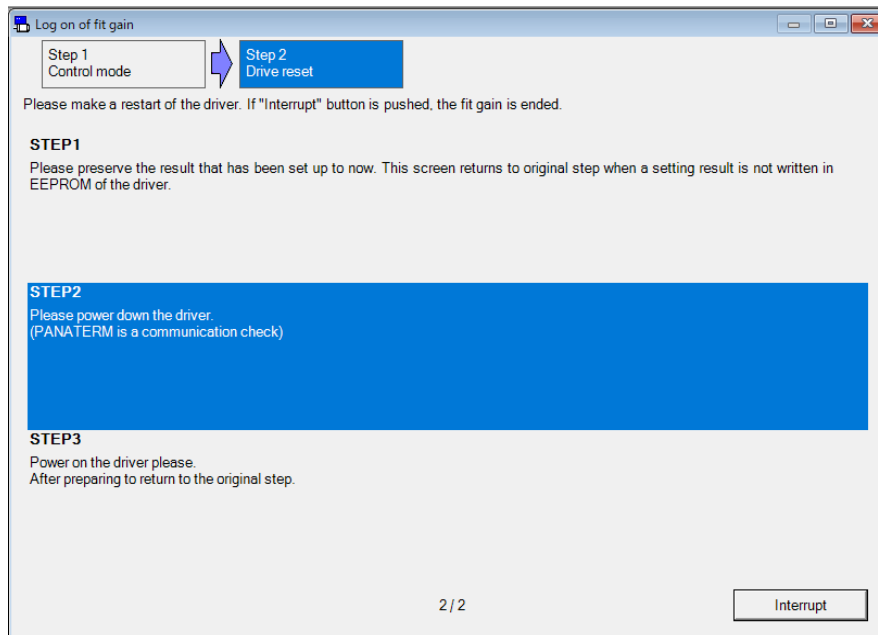 Log on of fit gain
Step 1
Control mode
Step 2
Drive reset
Please make a restart of the driver. If "Interrupt" button is pushed, the fit gain is ended.
STEP1
Please preserve the result that has been set up to now. This screen returns to original step when a setting result is not written in
EEPROM of the driver.
STEP2
Please power down the driver.
(PANATERM is a communication check)
STEP3
Power on the driver please.
After preparing to return to the original step.
2 / 2
Interrupt